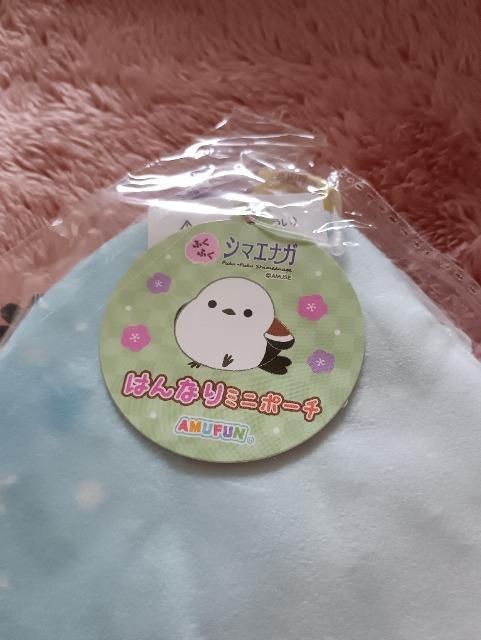 ふくふく
シマエナガ
Fuku-Fuku Shimaenaga
©AMUSE
はんなりミニポーチ
AMUFUN®